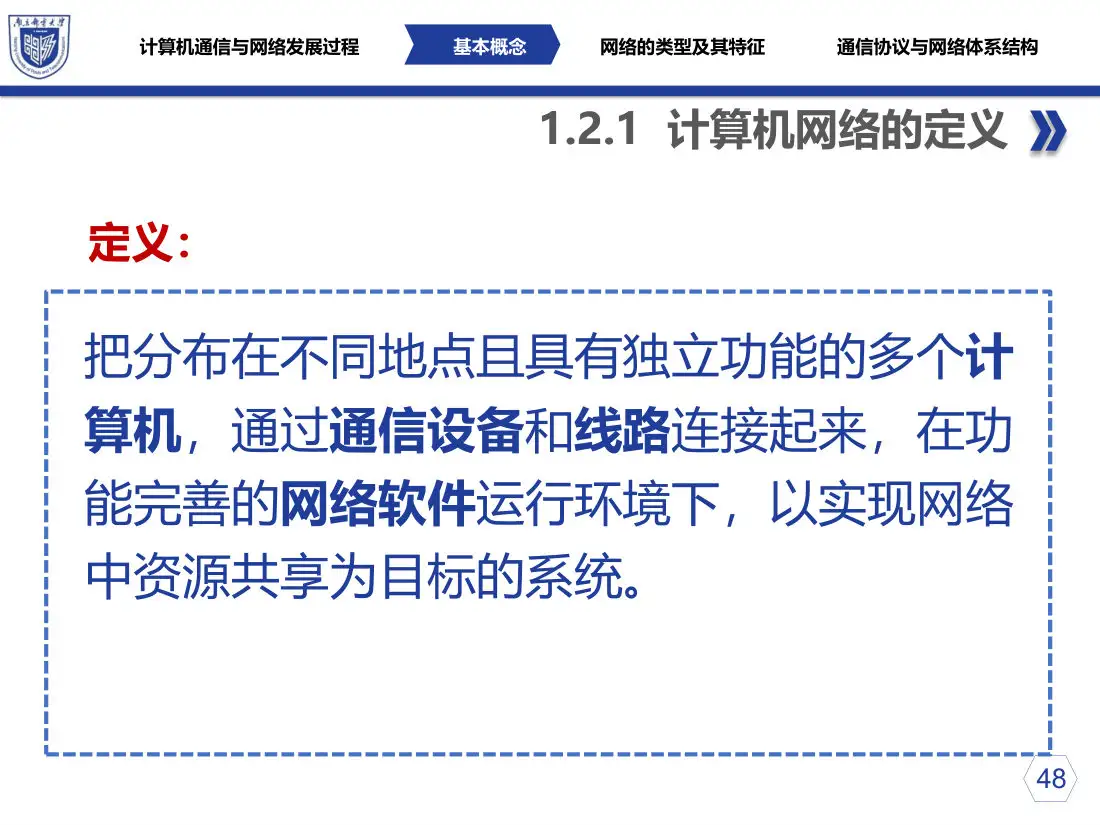 南京邮电大学
计算机通信与网络发展过程
基本概念
网络的类型及其特征
通信协议与网络体系结构
1.2.1 计算机网络的定义
定义：
把分布在不同地点且具有独立功能的多个计
算机，通过通信设备和线路连接起来，在功
能完善的网络软件运行环境下，以实现网络
中资源共享为目标的系统。
48